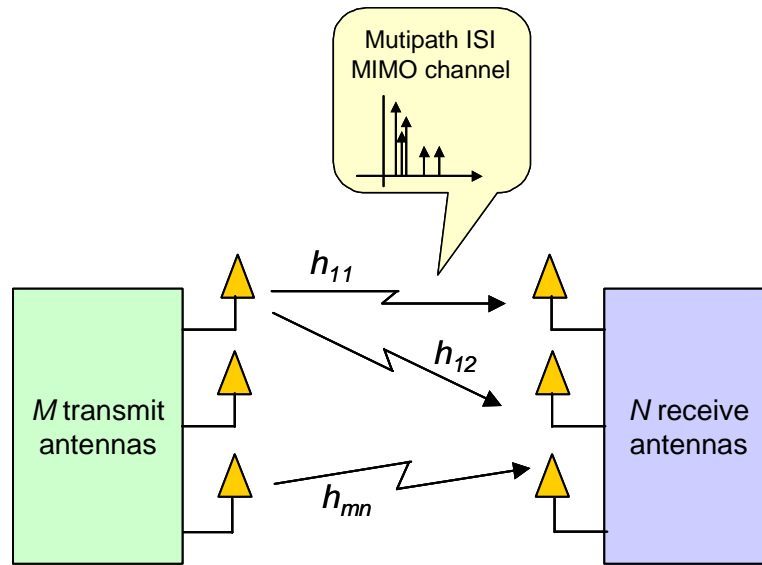 Mutipath ISI
MIMO channel
h11
h12
M transmit
antennas
N receive
antennas
hmn